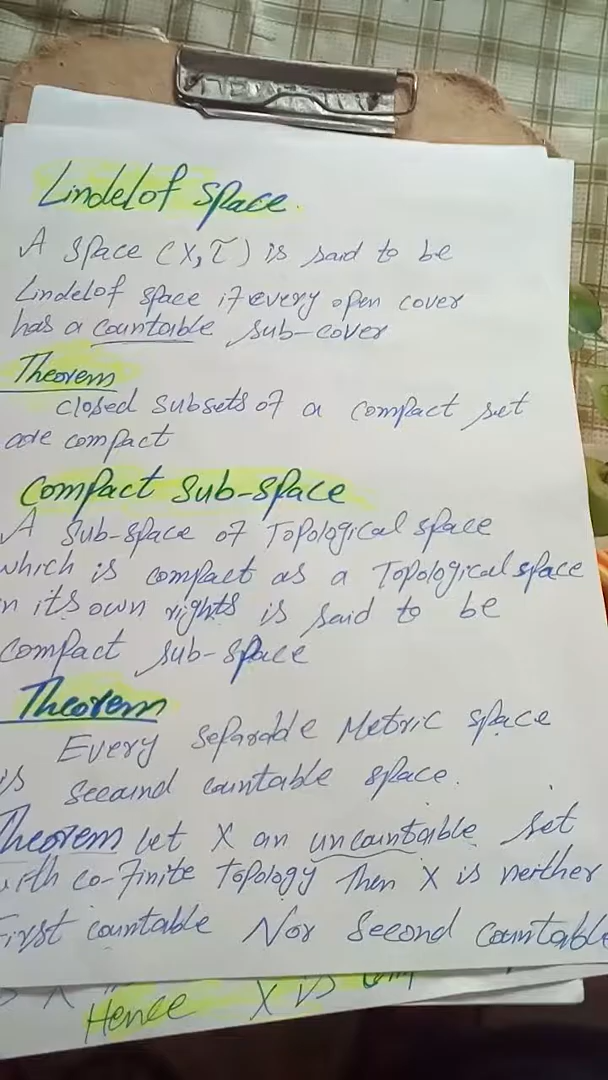 Lindelof space.
A space (X, τ) is said to be
Lindelof space if every open cover
has a countable sub-cover
Theorem
closed subsets of a compact set
are compact
Compact Sub-space
A Sub-space of Topological space
which is compact as a Topological space
in its own rights is said to be
compact sub-space
Theorem
Every separable Metric space
is secound countable space.
Theorem let X an uncountable set
with co-finite Topology Then X is neither
First countable Nor Second countable
Hence X is